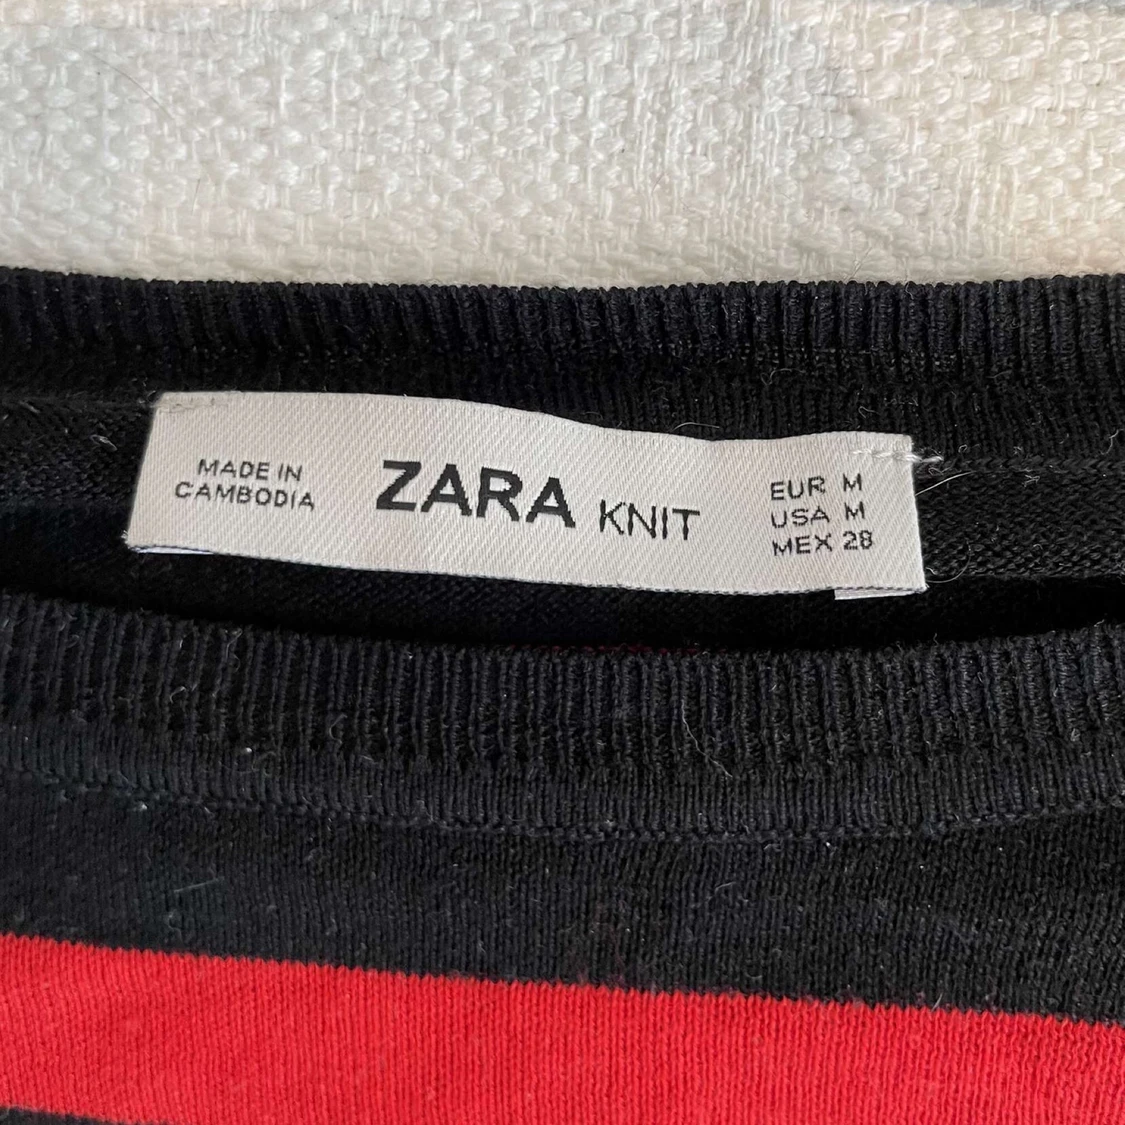 MADE IN
CAMBODIA
ZARA KNIT
EUR M
USA M
MEX 28